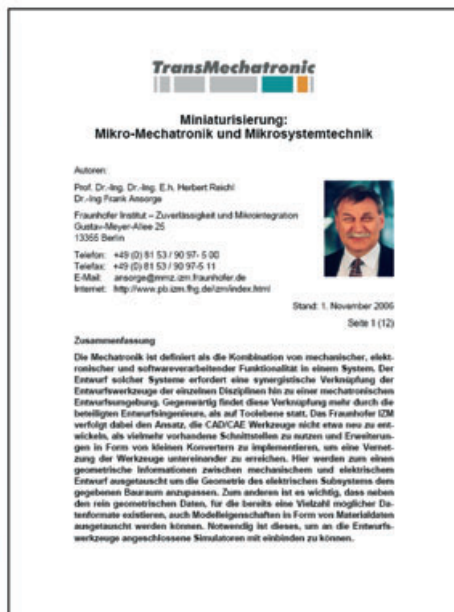 TransMechatronic
Miniaturisierung:
Mikro-Mechatronik und Mikrosystemtechnik
Autoren:
Prof. Dr.-Ing. Dr.-Ing. E.h. Herbert Reichl
Dr.-Ing Frank Ansorge
Fraunhofer Institut – Zuverlässigkeit und Mikrointegration
Gustav-Meyer-Allee 25
13355 Berlin
Telefon: +49 (0) 81 53 / 90 97- 5 00
Telefax: +49 (0) 81 53 / 90 97-5 11
E-Mail: ansorge@mmz.izm.fraunhofer.de
Internet: http://www.pb.izm.fhg.de/izm/index.html
Stand: 1. November 2006
Seite 1 (12)
Zusammenfassung
Die Mechatronik ist definiert als die Kombination von mechanischer, elekt-
ronischer und softwareverarbeitender Funktionalität in einem System. Der
Entwurf solcher Systeme erfordert eine synergistische Verknüpfung der
Entwurfswerkzeuge der einzelnen Disziplinen hin zu einer mechatronischen
Entwurfsumgebung. Gegenwärtig findet diese Verknüpfung mehr durch die
beteiligten Entwurfsingenieure, als auf Toolebene statt. Das Fraunhofer IZM
verfolgt dabei den Ansatz, die CAD/CAE Werkzeuge nicht etwa neu zu ent-
wickeln, als vielmehr vorhandene Schnittstellen zu nutzen und Erweiterun-
gen in Form von kleinen Konvertern zu implementieren, um eine Vernet-
zung der Werkzeuge untereinander zu erreichen. Hier werden zum einen
geometrische Informationen zwischen mechanischem und elektrischem
Entwurf ausgetauscht um die Geometrie des elektrischen Subsystems dem
gegebenen Bauraum anzupassen. Zum anderen ist es wichtig, dass neben
den rein geometrischen Daten, für die bereits eine Vielzahl möglicher Da-
tenformate existieren, auch Modelleigenschaften in Form von Materialdaten
ausgetauscht werden können. Notwendig ist dieses, um an die Entwurfs-
werkzeuge angeschlossene Simulatoren mit einbinden zu können.